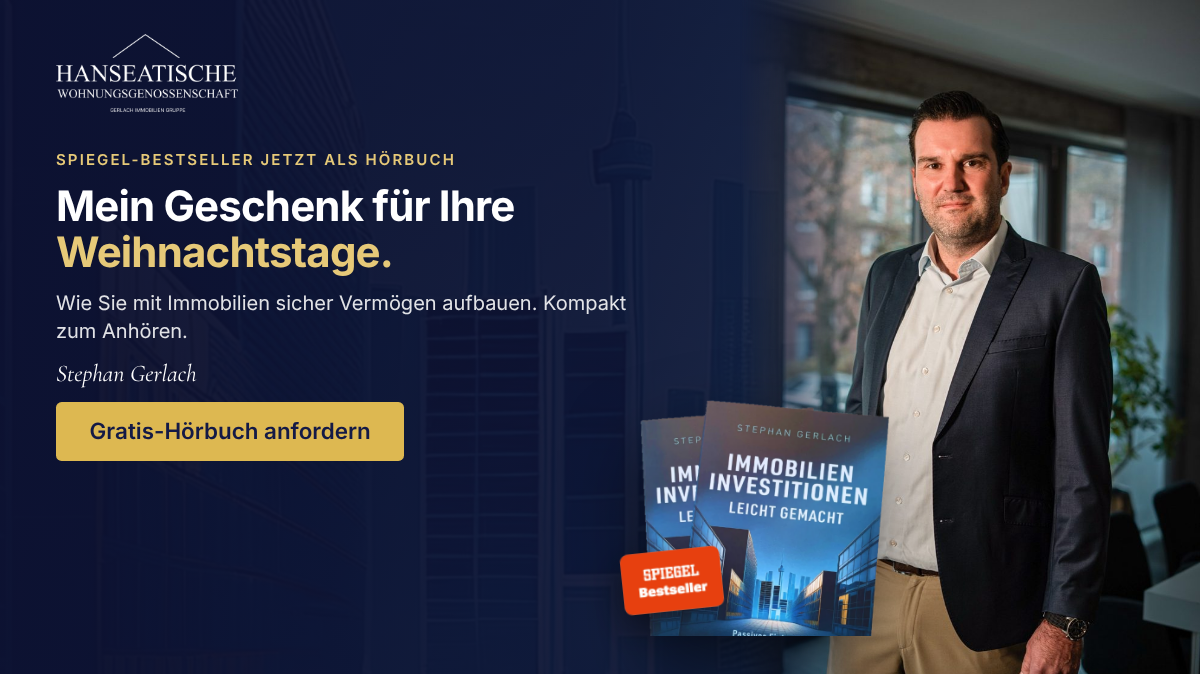 HANSEATISCHE
WOHNUNGSGENOSSENSCHAFT
GERLACH IMMOBILIEN GRUPPE
SPIEGEL-BESTSELLER JETZT ALS HÖRBUCH
Mein Geschenk für Ihre
Weihnachtstage.
Wie Sie mit Immobilien sicher Vermögen aufbauen. Kompakt
zum Anhören.
Stephan Gerlach
Gratis-Hörbuch anfordern
STEPHAN GERLACH
IMMOBILIEN
INVESTITIONEN
LEICHT GEMACHT
SPIEGEL
Bestseller